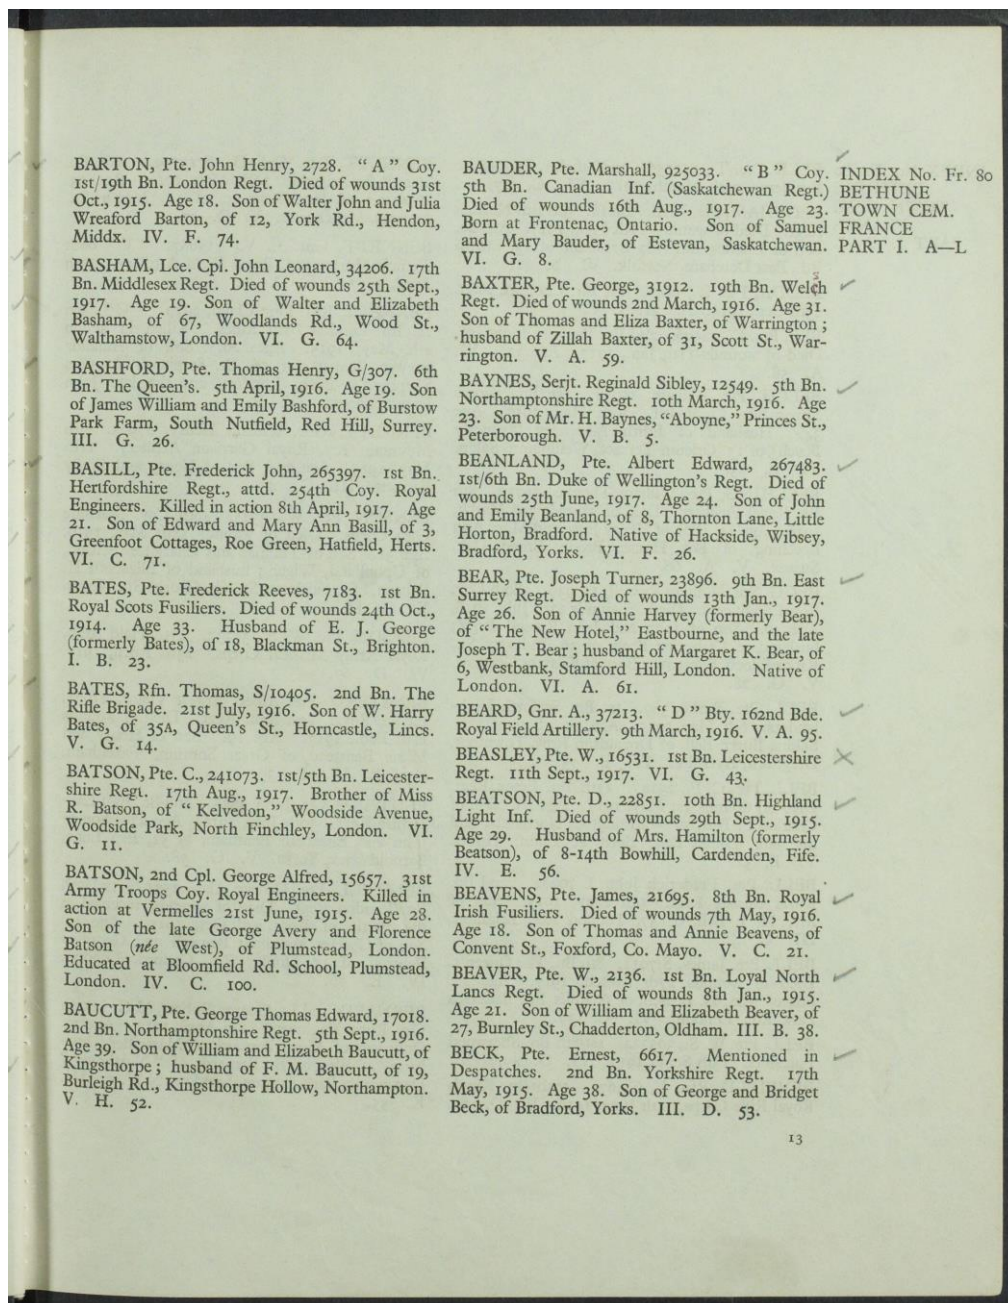 BARTON, Pte. John Henry, 2728. “ A ” Coy.
1st/19th Bn. London Regt. Died of wounds 31st
Oct., 1915. Age 18. Son of Walter John and Julia
Wreaford Barton, of 12, York Rd., Hendon,
Middx. IV. F. 74.
BASHAM, Lce. Cpl. John Leonard, 34206. 17th
Bn. Middlesex Regt. Died of wounds 25th Sept.,
1917. Age 19. Son of Walter and Elizabeth
Basham, of 67, Woodlands Rd., Wood St.,
Walthamstow, London. VI. G. 64.
BASHFORD, Pte. Thomas Henry, G/307. 6th
Bn. The Queen's. 5th April, 1916. Age 19. Son
of James William and Emily Bashford, of Burstow
Park Farm, South Nutfield, Red Hill, Surrey.
III. G. 26.
BASILL, Pte. Frederick John, 265397. 1st Bn.
Hertfordshire Regt., attd. 254th Coy. Royal
Engineers. Killed in action 8th April, 1917. Age
21. Son of Edward and Mary Ann Basill, of 3,
Greenfoot Cottages, Roe Green, Hatfield, Herts.
VI. C. 71.
BATES, Pte. Frederick Reeves, 7183. 1st Bn.
Royal Scots Fusiliers. Died of wounds 24th Oct.,
1914. Age 33. Husband of E. J. George
(formerly Bates), of 18, Blackman St., Brighton.
I. B. 23.
BATES, Rfn. Thomas, S/10405. 2nd Bn. The
Rifle Brigade. 21st July, 1916. Son of W. Harry
Bates, of 35A, Queen's St., Horncastle, Lincs.
V. G. 14.
BATSON, Pte. C., 241073. 1st/5th Bn. Leicester-
shire Regt. 17th Aug., 1917. Brother of Miss
R. Batson, of “ Kelvedon,” Woodside Avenue,
Woodside Park, North Finchley, London. VI.
G. 11.
BATSON, 2nd Cpl. George Alfred, 15657. 31st
Army Troops Coy. Royal Engineers. Killed in
action at Vermelles 21st June, 1915. Age 28.
Son of the late George Avery and Florence
Batson (née West), of Plumstead, London.
Educated at Bloomfield Rd. School, Plumstead,
London. IV. C. 100.
BAUCUTT, Pte. George Thomas Edward, 17018.
2nd Bn. Northamptonshire Regt. 5th Sept., 1916.
Age 39. Son of William and Elizabeth Baucutt, of
Kingsthorpe ; husband of F. M. Baucutt, of 19,
Burleigh Rd., Kingsthorpe Hollow, Northampton.
V. H. 52.
BAUDER, Pte. Marshall, 925033. “ B ” Coy.
5th Bn. Canadian Inf. (Saskatchewan Regt.)
Died of wounds 16th Aug., 1917. Age 23.
Born at Frontenac, Ontario. Son of Samuel
and Mary Bauder, of Estevan, Saskatchewan.
VI. G. 8.
BAXTER, Pte. George, 31912. 19th Bn. Welch
Regt. Died of wounds 2nd March, 1916. Age 31.
Son of Thomas and Eliza Baxter, of Warrington ;
husband of Zillah Baxter, of 31, Scott St., War-
rington. V. A. 59.
BAYNES, Serjt. Reginald Sibley, 12549. 5th Bn.
Northamptonshire Regt. 10th March, 1916. Age
23. Son of Mr. H. Baynes, “Aboyne,” Princes St.,
Peterborough. V. B. 5.
BEANLAND, Pte. Albert Edward, 267483.
1st/6th Bn. Duke of Wellington's Regt. Died of
wounds 25th June, 1917. Age 24. Son of John
and Emily Beanland, of 8, Thornton Lane, Little
Horton, Bradford. Native of Hackside, Wibsey,
Bradford, Yorks. VI. F. 26.
BEAR, Pte. Joseph Turner, 23896. 9th Bn. East
Surrey Regt. Died of wounds 13th Jan., 1917.
Age 26. Son of Annie Harvey (formerly Bear),
of “ The New Hotel,” Eastbourne, and the late
Joseph T. Bear ; husband of Margaret K. Bear, of
6, Westbank, Stamford Hill, London. Native of
London. VI. A. 61.
BEARD, Gnr. A., 37213. “ D ” Bty. 162nd Bde.
Royal Field Artillery. 9th March, 1916. V. A. 95.
BEASLEY, Pte. W., 16531. 1st Bn. Leicestershire
Regt. 11th Sept., 1917. VI. G. 43.
BEATSON, Pte. D., 22851. 10th Bn. Highland
Light Inf. Died of wounds 29th Sept., 1915.
Age 29. Husband of Mrs. Hamilton (formerly
Beatson), of 8-14th Bowhill, Cardenden, Fife.
IV. E. 56.
BEAVENS, Pte. James, 21695. 8th Bn. Royal
Irish Fusiliers. Died of wounds 7th May, 1916.
Age 18. Son of Thomas and Annie Beavens, of
Convent St., Foxford, Co. Mayo. V. C. 21.
BEAVER, Pte. W., 2136. 1st Bn. Loyal North
Lancs Regt. Died of wounds 8th Jan., 1915.
Age 21. Son of William and Elizabeth Beaver, of
27, Burnley St., Chadderton, Oldham. III. B. 38.
BECK, Pte. Ernest, 6617. Mentioned in
Despatches. 2nd Bn. Yorkshire Regt. 17th
May, 1915. Age 38. Son of George and Bridget
Beck, of Bradford, Yorks. III. D. 53.
INDEX No. Fr. 80
BETHUNE
TOWN CEM.
FRANCE
PART I. A—L
13